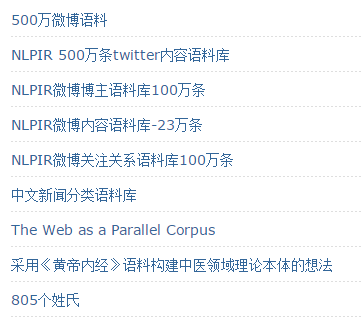 500万微博语料
NLPIR 500万条twitter内容语料库
NLPIR微博博主语料库100万条
NLPIR微博内容语料库-23万条
NLPIR微博关注关系语料库100万条
中文新闻分类语料库
The Web as a Parallel Corpus
采用《黄帝内经》语料构建中医领域理论本体的想法
805个姓氏